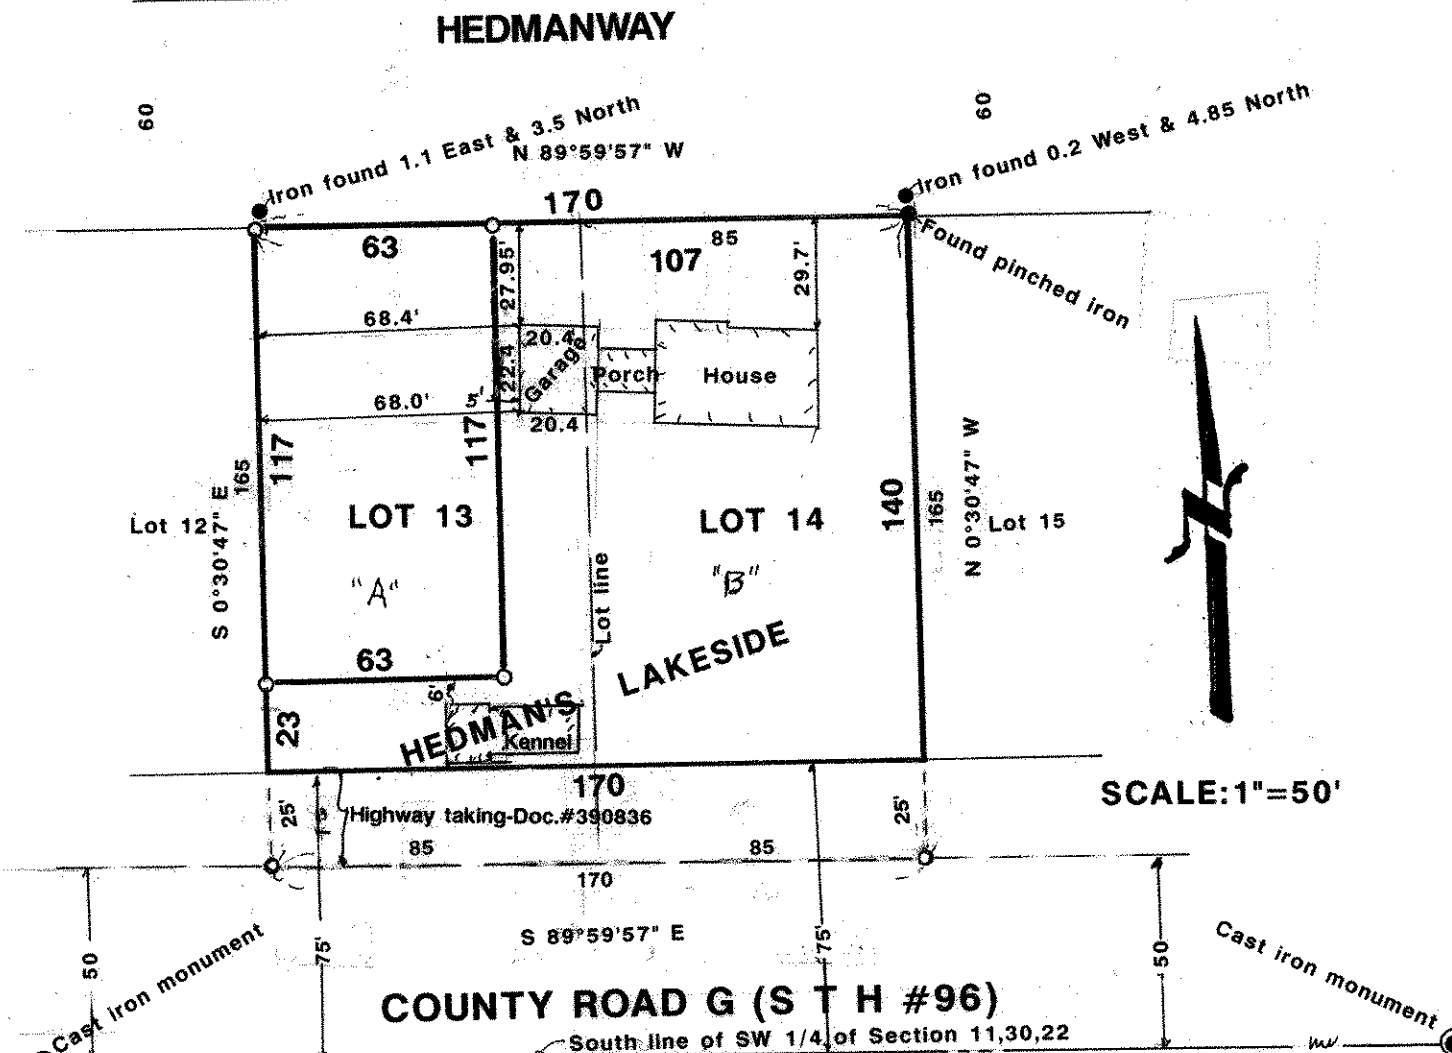 HEDMANWAY
60
60
Iron found 1.1 East & 3.5 North
Iron found 0.2 West & 4.85 North
N 89°59'57" W
170
63
27.95'
85
107
29.7'
Found pinched iron
68.4'
20.4
22.4
Garage
Porch
House
68.0'
5'
20.4
117
117
165
S 0°30'47" E
Lot 12
LOT 13
"A"
LOT 14
"B"
140
165
N 0°30'47" W
Lot 15
Lot line
63
6'
23
HEDMAN'S LAKESIDE
Kennel
170
SCALE:1"=50'
25'
Highway taking-Doc.#390836
25'
85
85
170
S 89°59'57" E
50
75'
75'
50
Cast iron monument
Cast iron monument
COUNTY ROAD G (S T H #96)
South line of SW 1/4 of Section 11,30,22